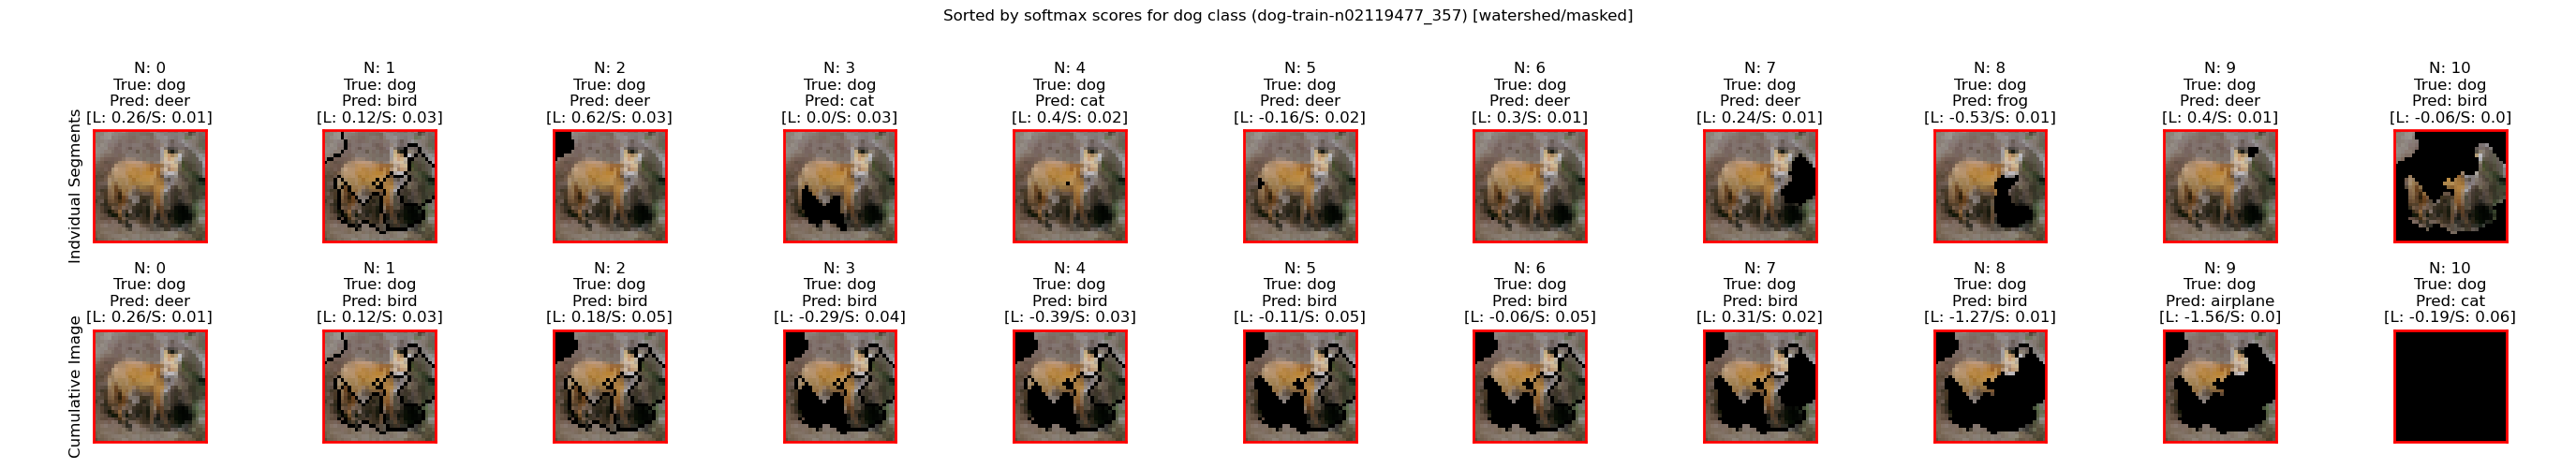 Sorted by softmax scores for dog class (dog-train-n02119477_357) [watershed/masked]
Indvidual Segments
N: 0
True: dog
Pred: deer
[L: 0.26/S: 0.01]
N: 1
True: dog
Pred: bird
[L: 0.12/S: 0.03]
N: 2
True: dog
Pred: deer
[L: 0.62/S: 0.03]
N: 3
True: dog
Pred: cat
[L: 0.0/S: 0.03]
N: 4
True: dog
Pred: cat
[L: 0.4/S: 0.02]
N: 5
True: dog
Pred: deer
[L: -0.16/S: 0.02]
N: 6
True: dog
Pred: deer
[L: 0.3/S: 0.01]
N: 7
True: dog
Pred: deer
[L: 0.24/S: 0.01]
N: 8
True: dog
Pred: frog
[L: -0.53/S: 0.01]
N: 9
True: dog
Pred: deer
[L: 0.4/S: 0.01]
N: 10
True: dog
Pred: bird
[L: -0.06/S: 0.0]
Cumulative Image
N: 0
True: dog
Pred: deer
[L: 0.26/S: 0.01]
N: 1
True: dog
Pred: bird
[L: 0.12/S: 0.03]
N: 2
True: dog
Pred: bird
[L: 0.18/S: 0.05]
N: 3
True: dog
Pred: bird
[L: -0.29/S: 0.04]
N: 4
True: dog
Pred: bird
[L: -0.39/S: 0.03]
N: 5
True: dog
Pred: bird
[L: -0.11/S: 0.05]
N: 6
True: dog
Pred: bird
[L: -0.06/S: 0.05]
N: 7
True: dog
Pred: bird
[L: 0.31/S: 0.02]
N: 8
True: dog
Pred: bird
[L: -1.27/S: 0.01]
N: 9
True: dog
Pred: airplane
[L: -1.56/S: 0.0]
N: 10
True: dog
Pred: cat
[L: -0.19/S: 0.06]